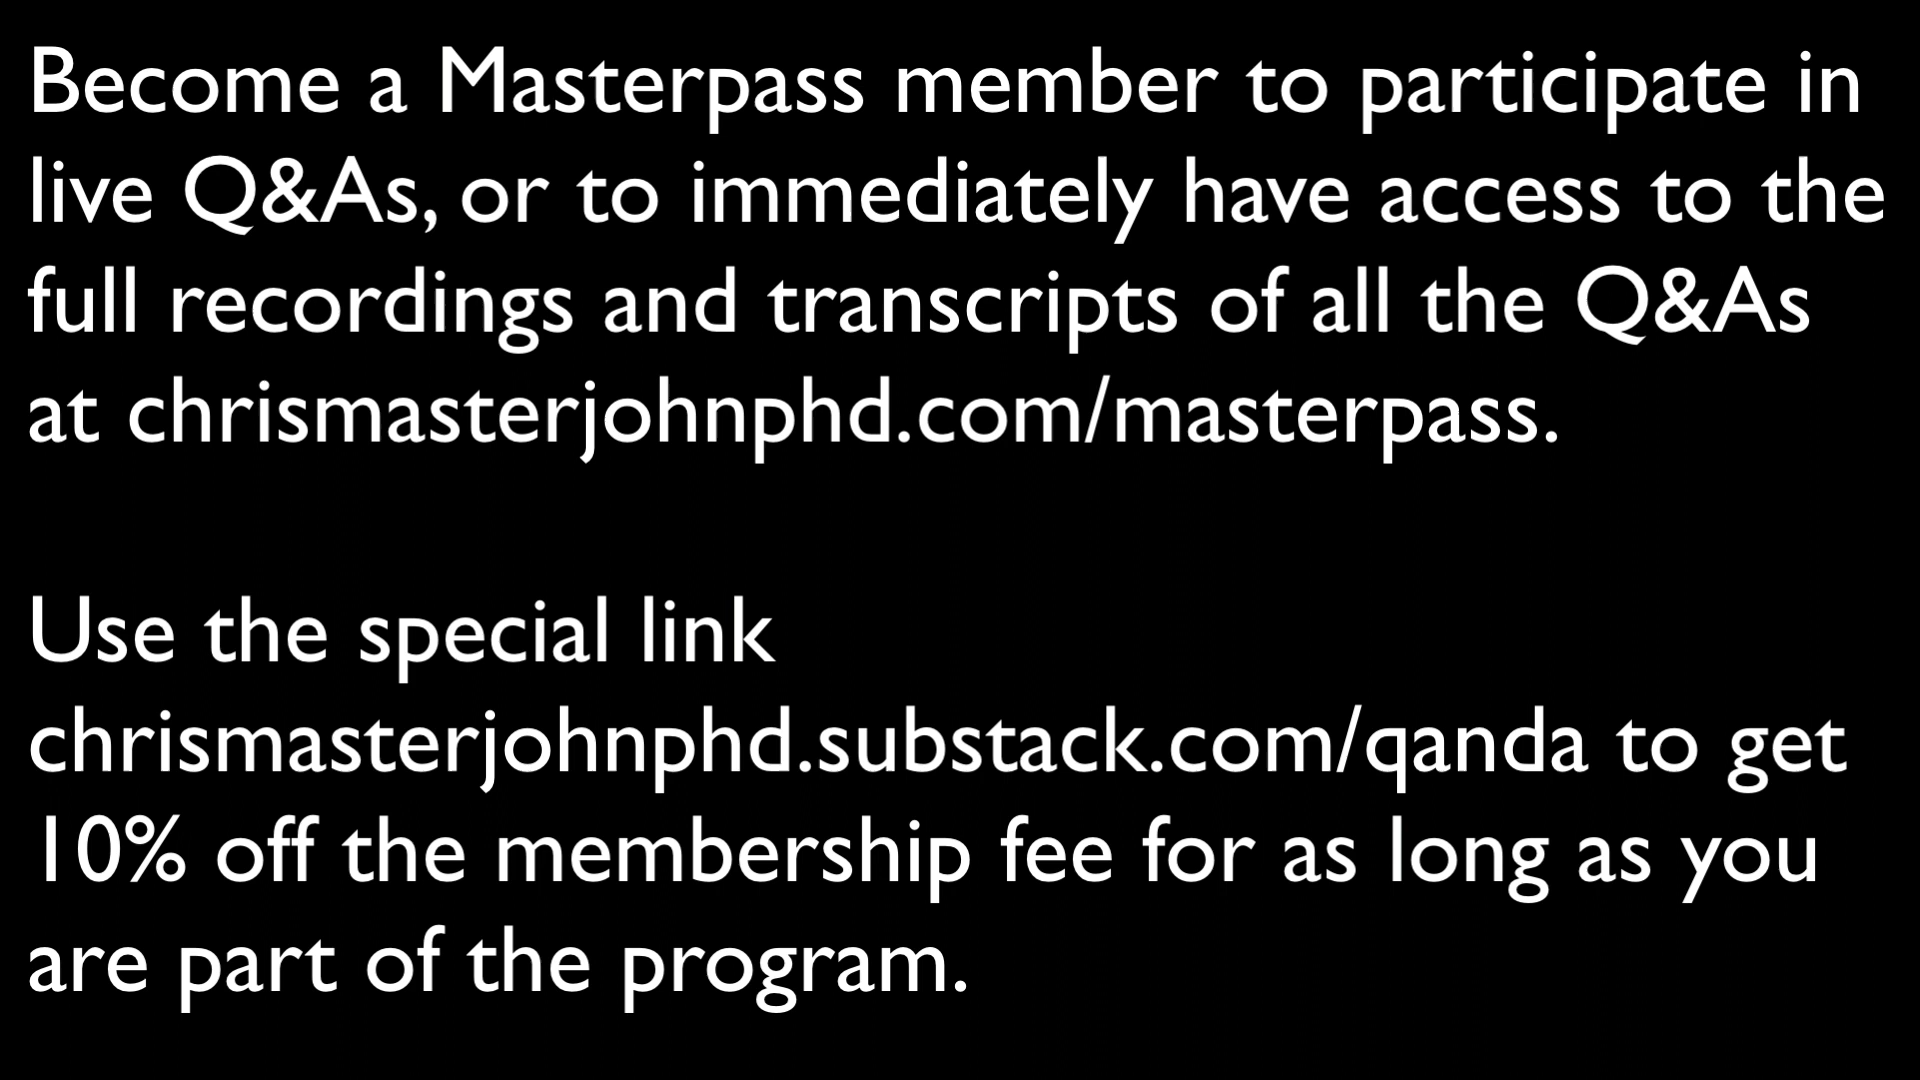 Become a Masterpass member to participate in
live Q&As, or to immediately have access to the
full recordings and transcripts of all the Q&As
at chrismasterjohnphd.com/masterpass.
Use the special link
chrismasterjohnphd.substack.com/qanda to get
10% off the membership fee for as long as you
are part of the program.